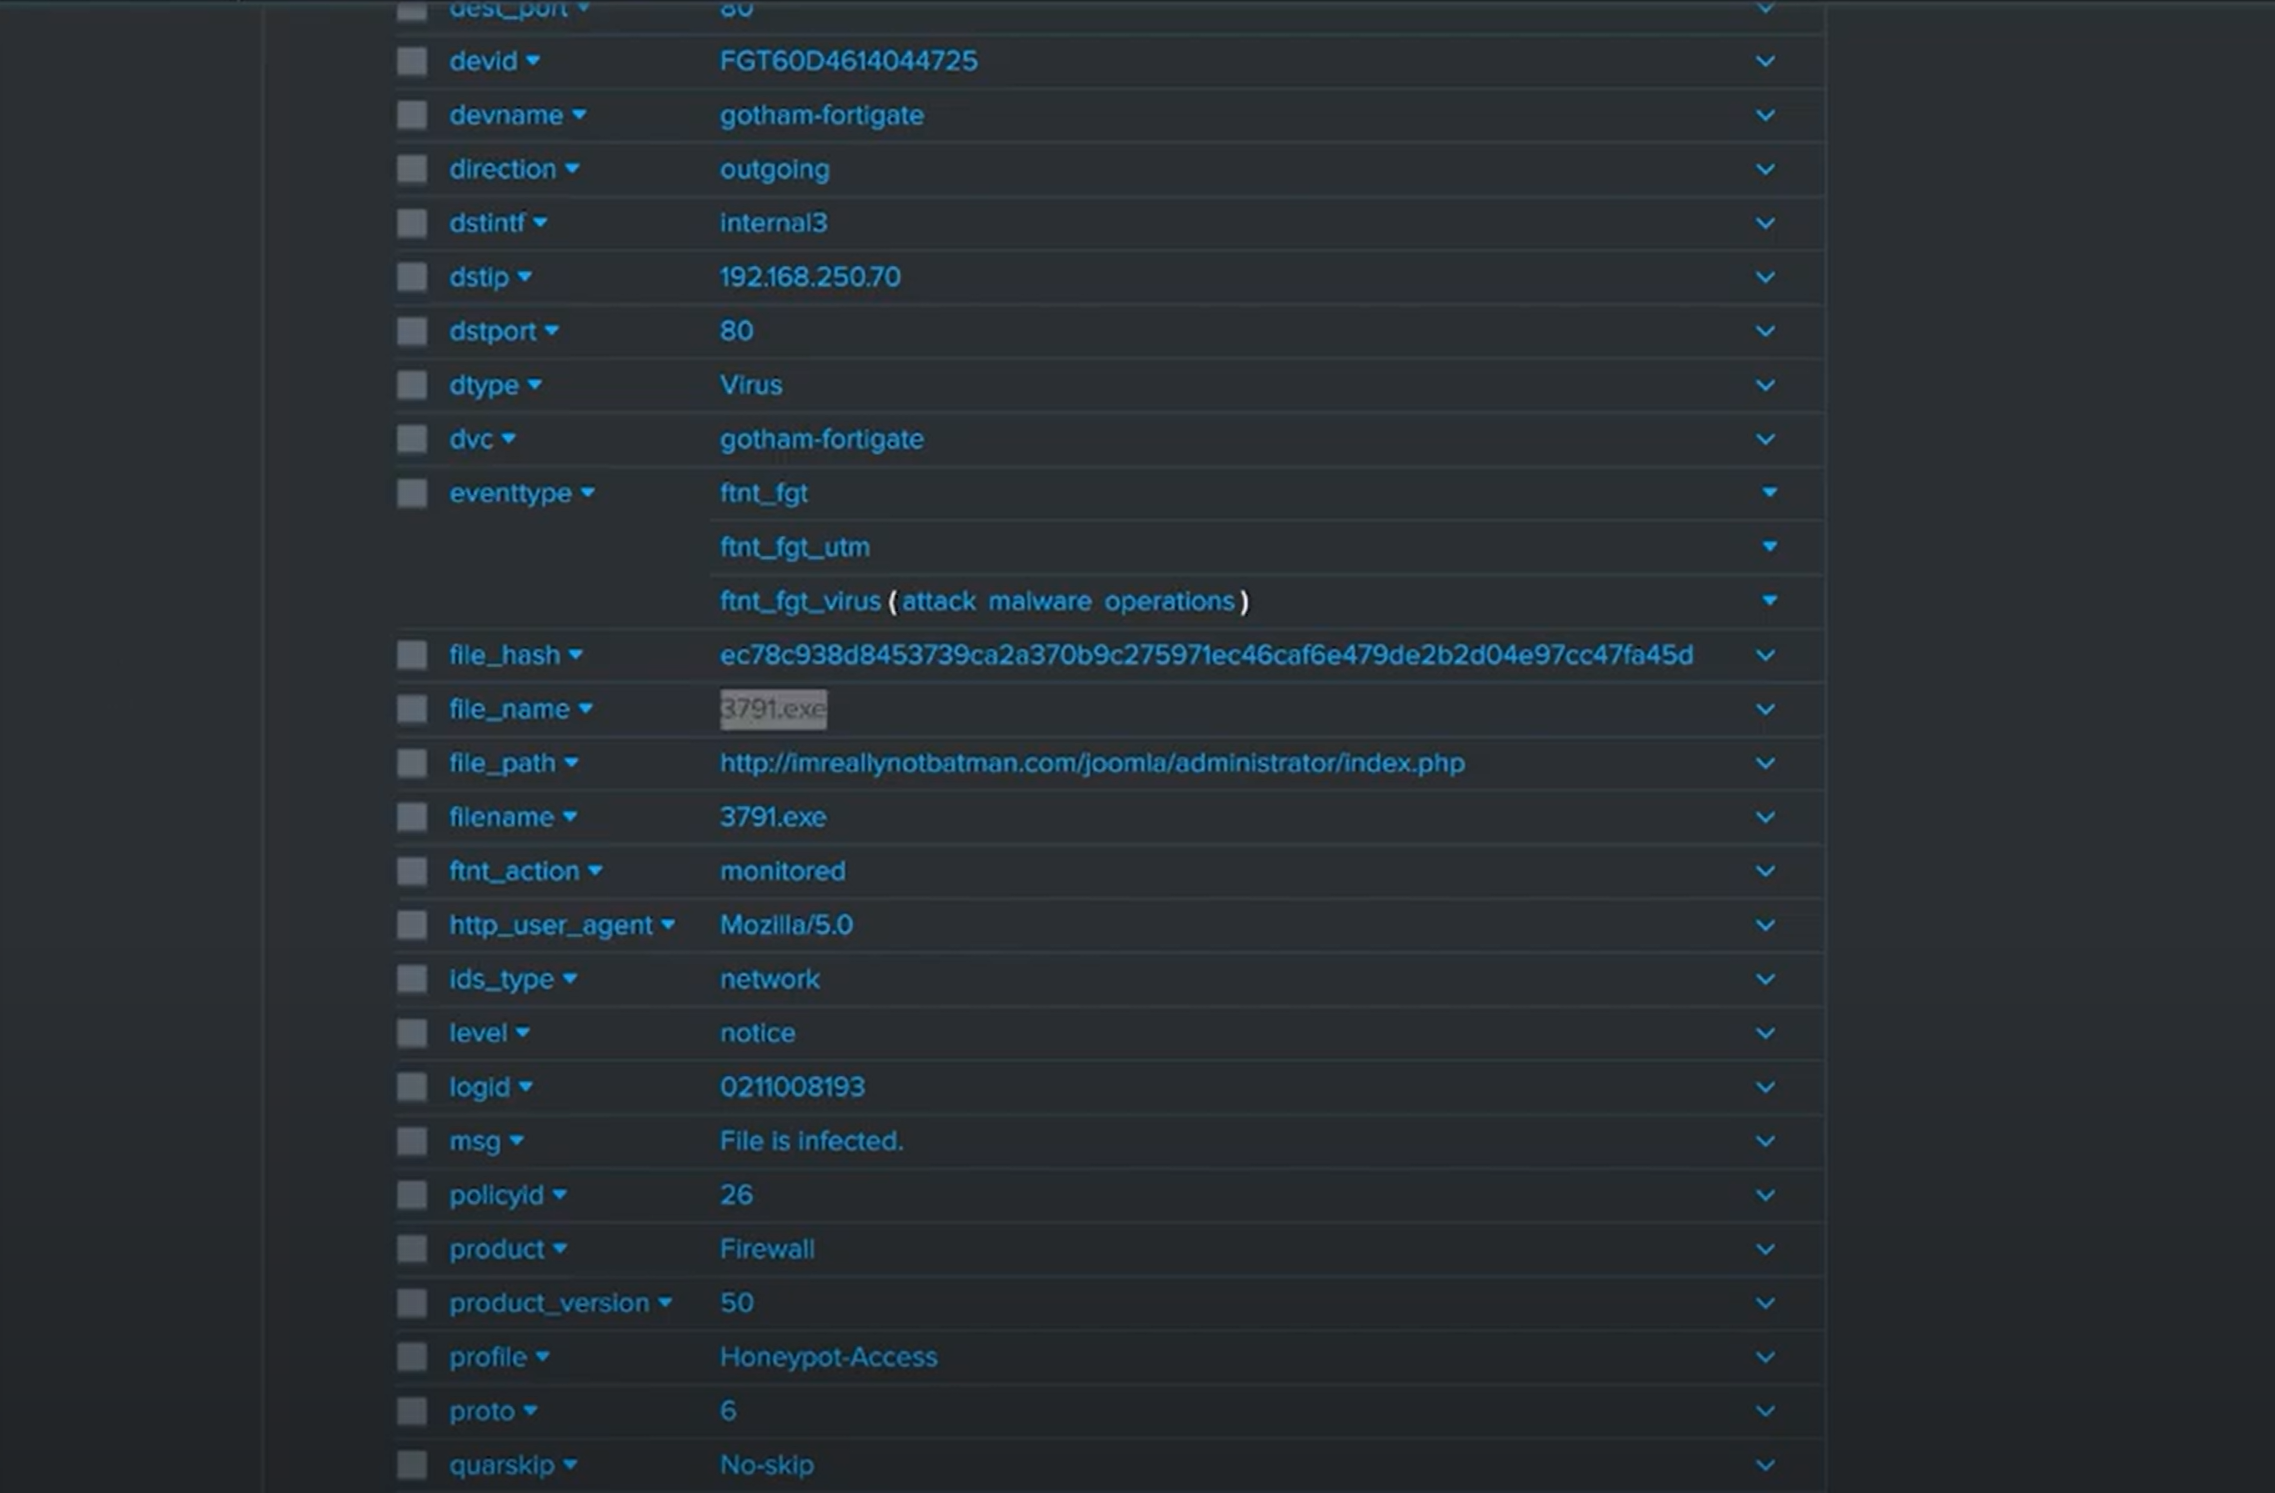 dest_port 80
devid FGT60D4614044725
devname gotham-fortigate
direction outgoing
dstintf internal3
dstip 192.168.250.70
dstport 80
dtype Virus
dvc gotham-fortigate
eventtype ftnt_fgt
ftnt_fgt_utm
ftnt_fgt_virus (attack malware operations)
file_hash ec78c938d8453739ca2a370b9c275971ec46caf6e479de2b2d04e97cc47fa45d
file_name 3791.exe
file_path http://imreallynotbatman.com/joomla/administrator/index.php
filename 3791.exe
ftnt_action monitored
http_user_agent Mozilla/5.0
ids_type network
level notice
logid 0211008193
msg File is infected.
policyid 26
product Firewall
product_version 50
profile Honeypot-Access
proto 6
quarskip No-skip